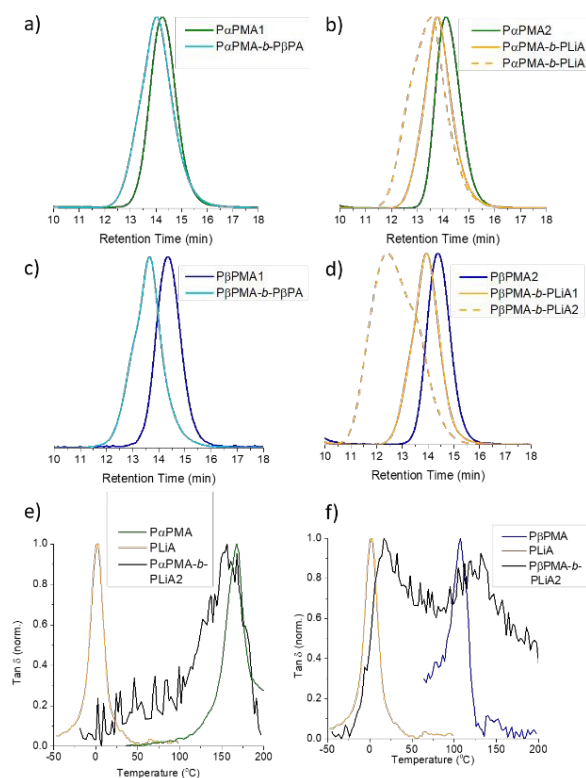 a)
PαPMA1
PαPMA-b-PβPA
10 11 12 13 14 15 16 17 18
Retention Time (min)
b)
PαPMA2
PαPMA-b-PLiA
PαPMA-b-PLiA
10 11 12 13 14 15 16 17 18
Retention Time (min)
c)
PβPMA1
PβPMA-b-PβPA
10 11 12 13 14 15 16 17 18
Retention Time (min)
d)
PβPMA2
PβPMA-b-PLiA1
PβPMA-b-PLiA2
10 11 12 13 14 15 16 17 18
Retention Time (min)
e)
PαPMA
PLiA
PαPMA-b-
PLiA2
Tan δ (norm.)
1.0
0.8
0.6
0.4
0.2
0.0
-50 0 50 100 150 200
Temperature (°C)
f)
PβPMA
PLiA
PβPMA-b-
PLiA2
Tan δ (norm.)
1.0
0.8
0.6
0.4
0.2
0.0
-50 0 50 100 150 200
Temperature (°C)